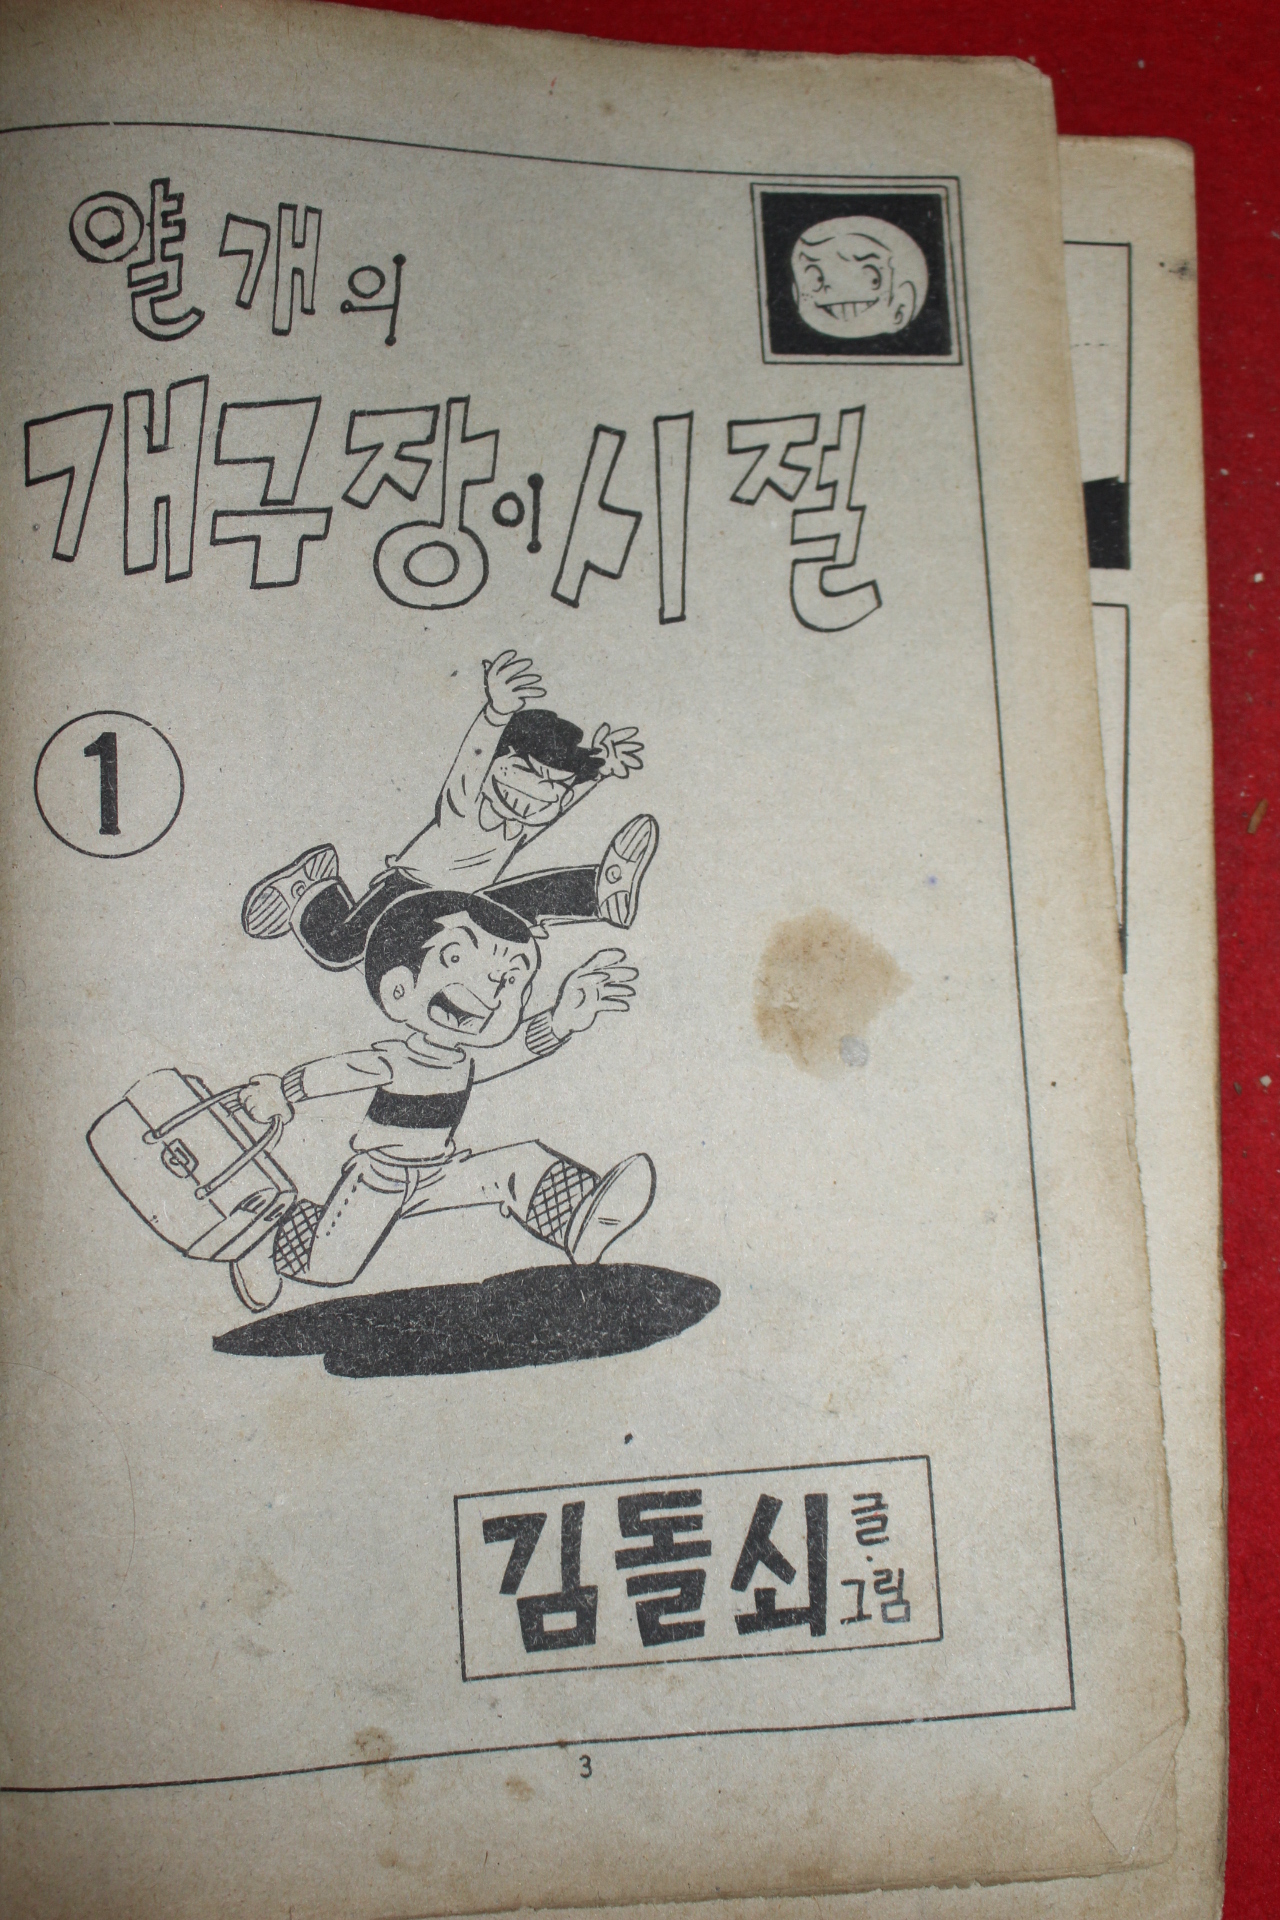 얄개의
개구장이 시절
1
김돌쇠 글·그림
3